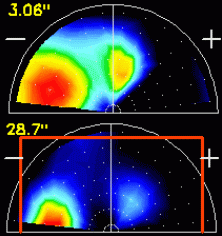 3.06"
− +
28.7"
− +